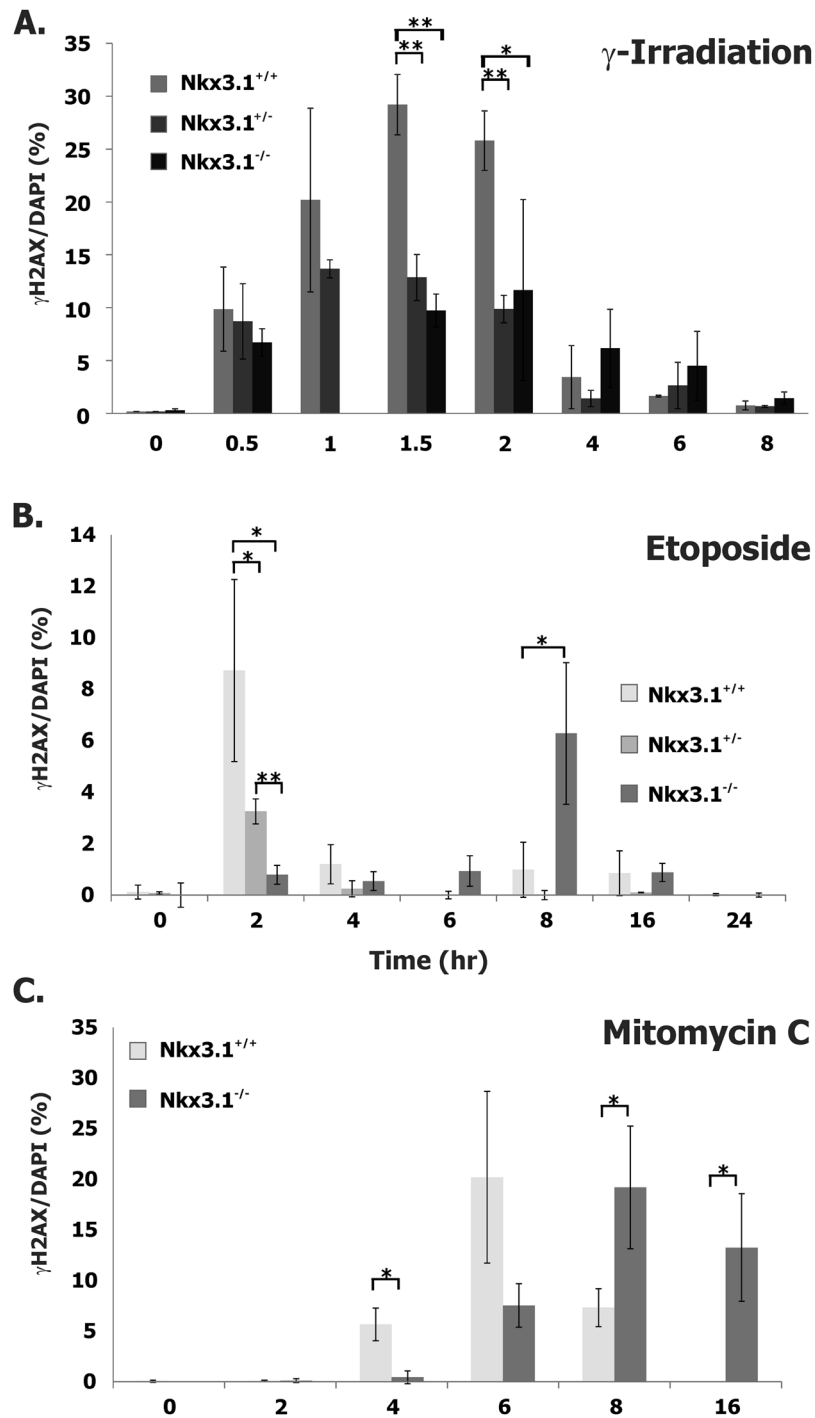 A.
γ-Irradiation
γH2AX/DAPI (%)
35
30
25
20
15
10
5
0
Nkx3.1+/+
Nkx3.1+/-
Nkx3.1-/-
**
**
*
**
0 0.5 1 1.5 2 4 6 8
B.
Etoposide
γH2AX/DAPI (%)
14
12
10
8
6
4
2
0
*
*
**
*
Nkx3.1+/+
Nkx3.1+/-
Nkx3.1-/-
0 2 4 6 8 16 24
Time (hr)
C.
Mitomycin C
γH2AX/DAPI (%)
35
30
25
20
15
10
5
0
Nkx3.1+/+
Nkx3.1-/-
*
*
*
0 2 4 6 8 16